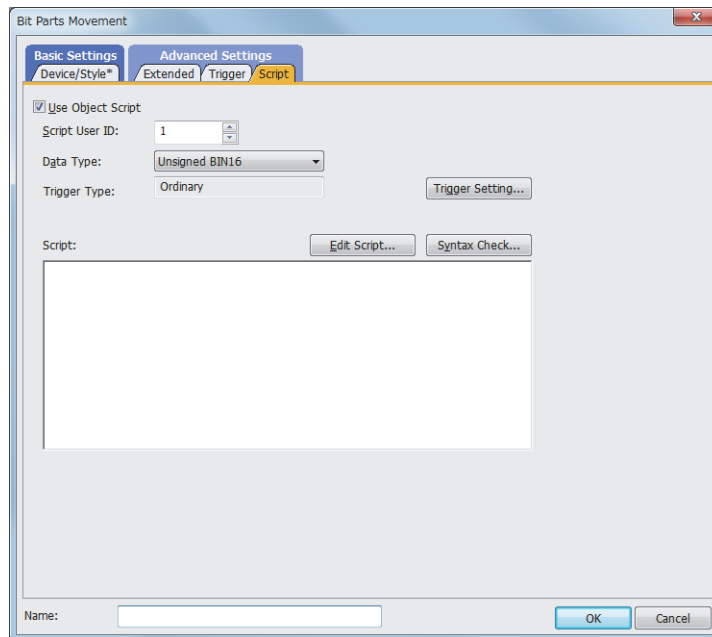 Bit Parts Movement
Basic Settings
Advanced Settings
Device/Style* Extended Trigger Script
Use Object Script
Script User ID: 1
Data Type: Unsigned BIN16
Trigger Type: Ordinary Trigger Setting...
Script: Edit Script... Syntax Check...
Name: OK Cancel